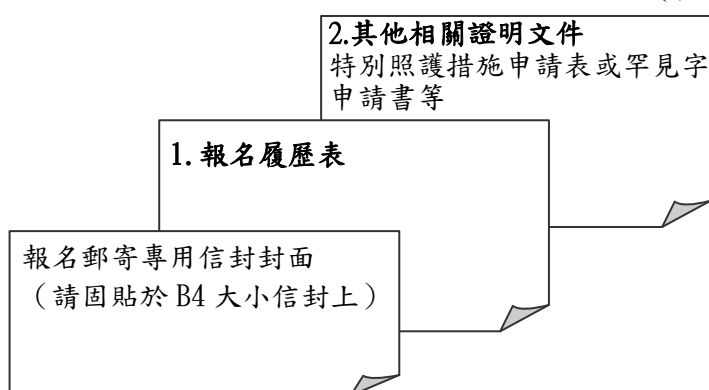 2.其他相關證明文件
特別照護措施申請表或罕見字
申請書等
1.報名履歷表
報名郵寄專用信封封面
（請固貼於 B4 大小信封上）